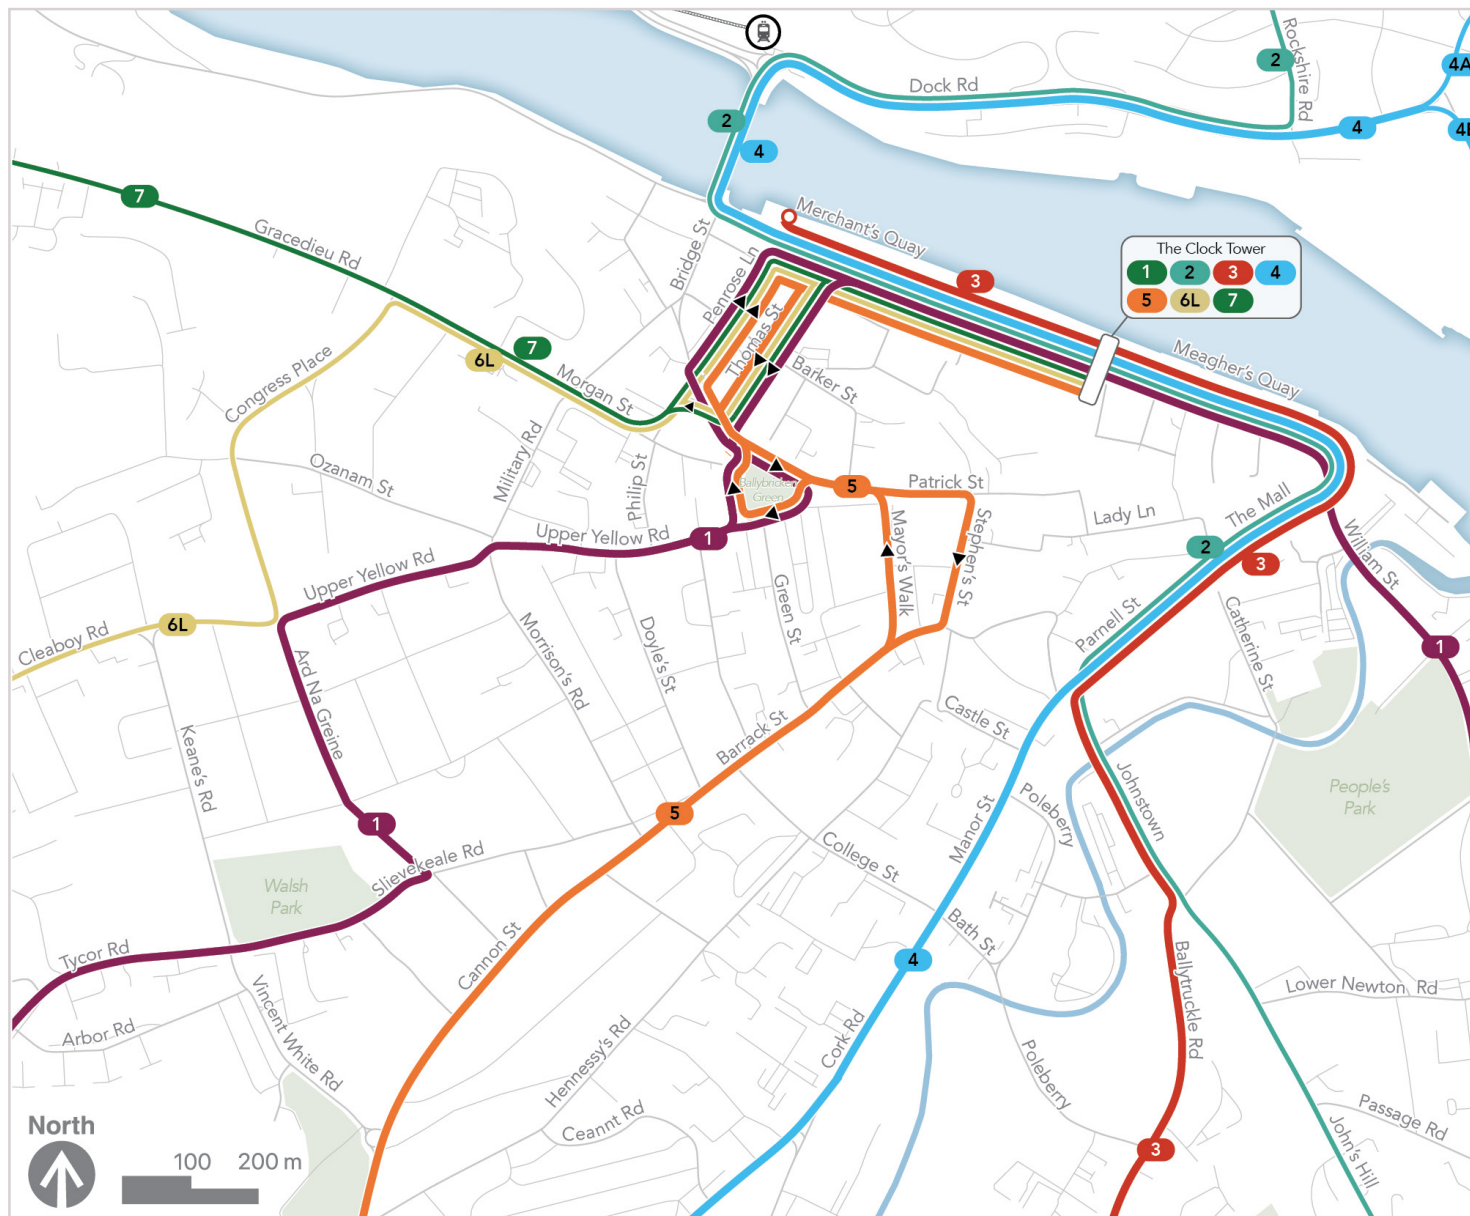 2
Rockshire Rd
4A
Dock Rd
2
4
4
7
Gracedieu Rd
Merchant's Quay
Bridge St
Penrose Ln
3
The Clock Tower
1 2 3 4
5 6L 7
Thomas St
7
6L
Congress Place
Morgan St
Barker St
Meagher's Quay
Ozanam St
Military Rd
Philip St
Ballybricken
Green
5
Patrick St
Lady Ln
The Mall
2
3
William St
Upper Yellow Rd
1
Upper Yellow Rd
Mayor's Walk
Stephen's St
Green St
Parnell St
Catherine St
1
Cleaboy Rd
6L
Ard Na Greine
Morrison's Rd
Doyle's St
Castle St
Barrack St
Keane's Rd
5
1
Slievekeale Rd
Walsh
Park
Manor St
Poleberry
Johnstown
People's
Park
College St
Bath St
4
Tycor Rd
Cannon St
Arbor Rd
Vincent White Rd
Cork Rd
Ballytruckle Rd
Lower Newton Rd
Hennessy's Rd
Poleberry
Ceannt Rd
Passage Rd
3
John's Hill
North
100 200 m